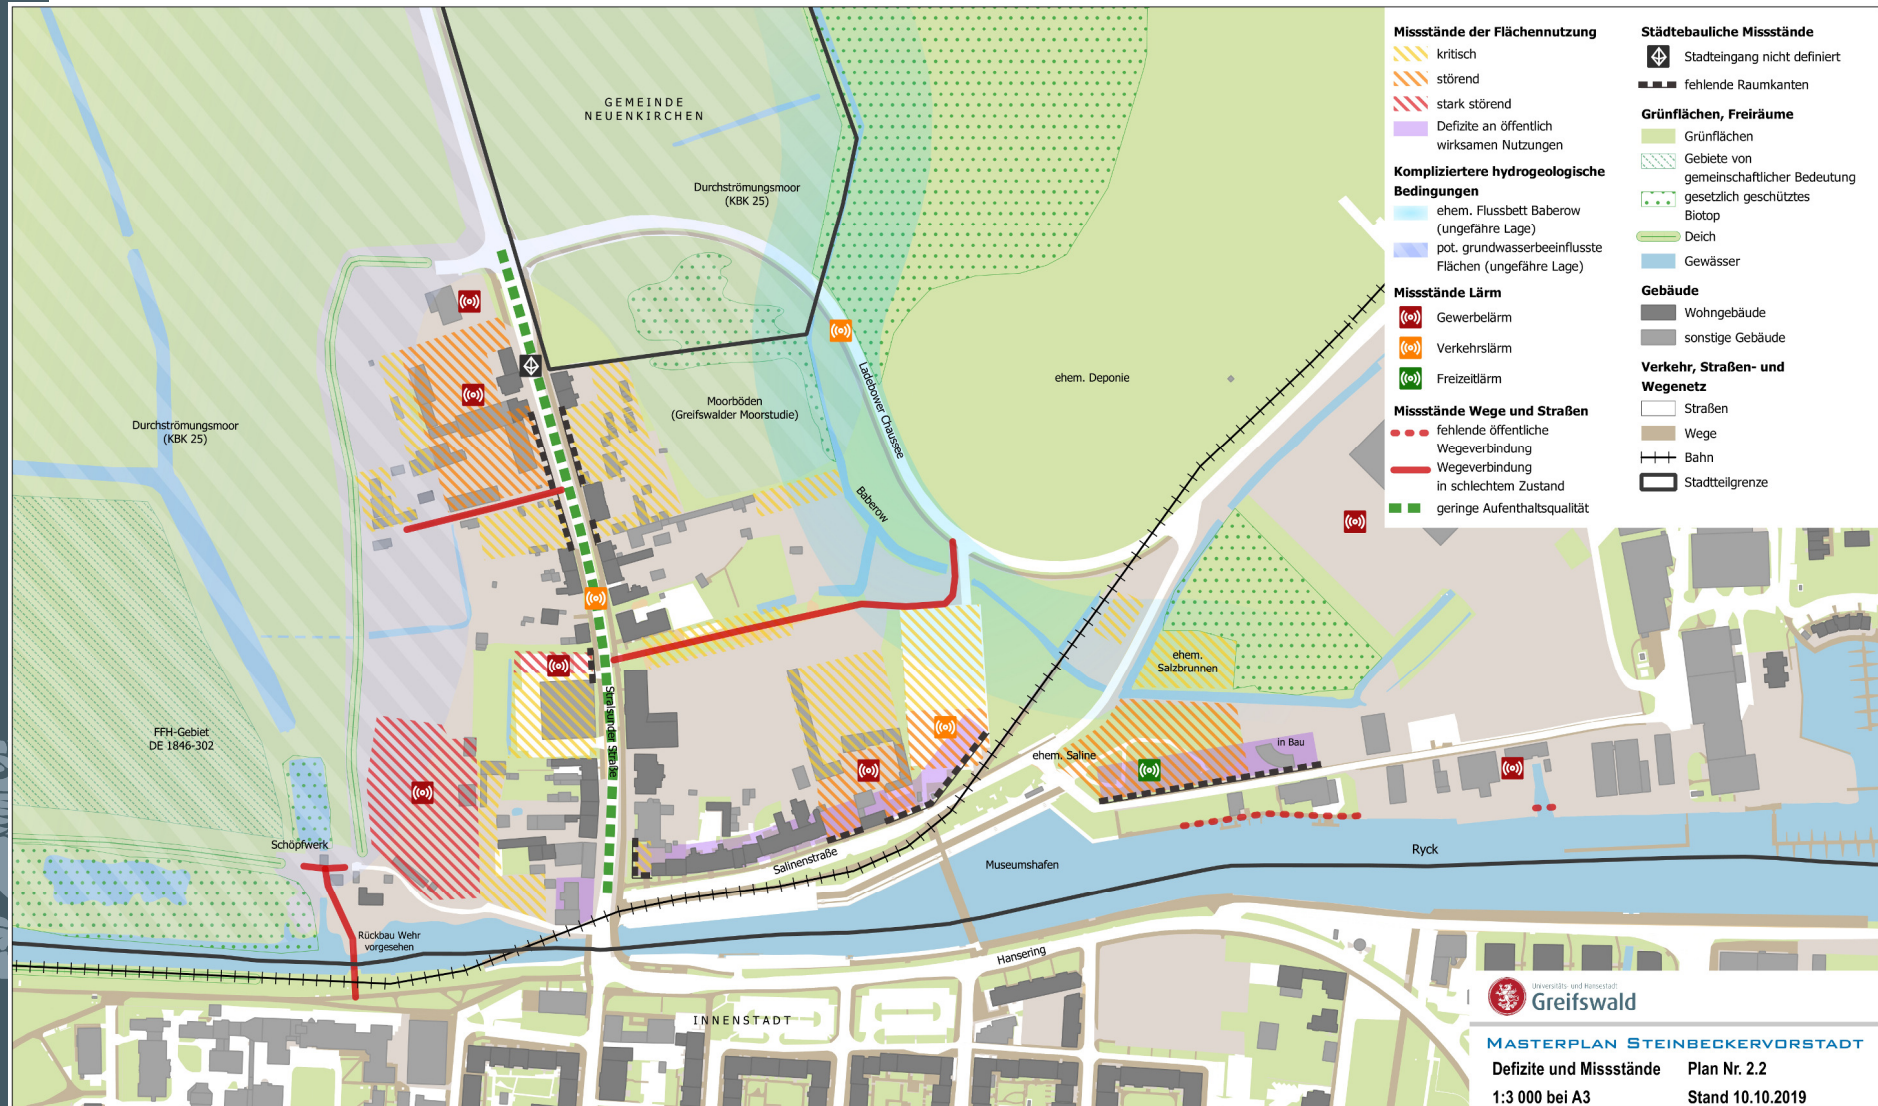 GEMEINDE
NEUENKIRCHEN
Durchströmungsmoor
(KBK 25)
Durchströmungsmoor
(KBK 25)
Moorböden
(Greifswalder Moorstudie)
Ladebower Chaussee
ehem. Deponie
Baberow
ehem.
Salzbrunnen
FFH-Gebiet
DE 1846-302
Stralsunder Straße
ehem. Saline
in Bau
Schöpfwerk
Salinenstraße
Museumshafen
Ryck
Rückbau Wehr
vorgesehen
Hansering
INNENSTADT
Missstände der Flächennutzung
kritisch
störend
stark störend
Defizite an öffentlich
wirksamen Nutzungen
Kompliziertere hydrogeologische
Bedingungen
ehem. Flussbett Baberow
(ungefähre Lage)
pot. grundwasserbeeinflusste
Flächen (ungefähre Lage)
Missstände Lärm
Gewerbelärm
Verkehrslärm
Freizeitlärm
Missstände Wege und Straßen
fehlende öffentliche
Wegeverbindung
Wegeverbindung
in schlechtem Zustand
geringe Aufenthaltsqualität
Städtebauliche Missstände
Stadteingang nicht definiert
fehlende Raumkanten
Grünflächen, Freiräume
Grünflächen
Gebiete von
gemeinschaftlicher Bedeutung
gesetzlich geschütztes
Biotop
Deich
Gewässer
Gebäude
Wohngebäude
sonstige Gebäude
Verkehr, Straßen- und
Wegenetz
Straßen
Wege
Bahn
Stadtteilgrenze
Universitäts- und Hansestadt
Greifswald
MASTERPLAN STEINBECKERVORSTADT
Defizite und Missstände Plan Nr. 2.2
1:3 000 bei A3 Stand 10.10.2019